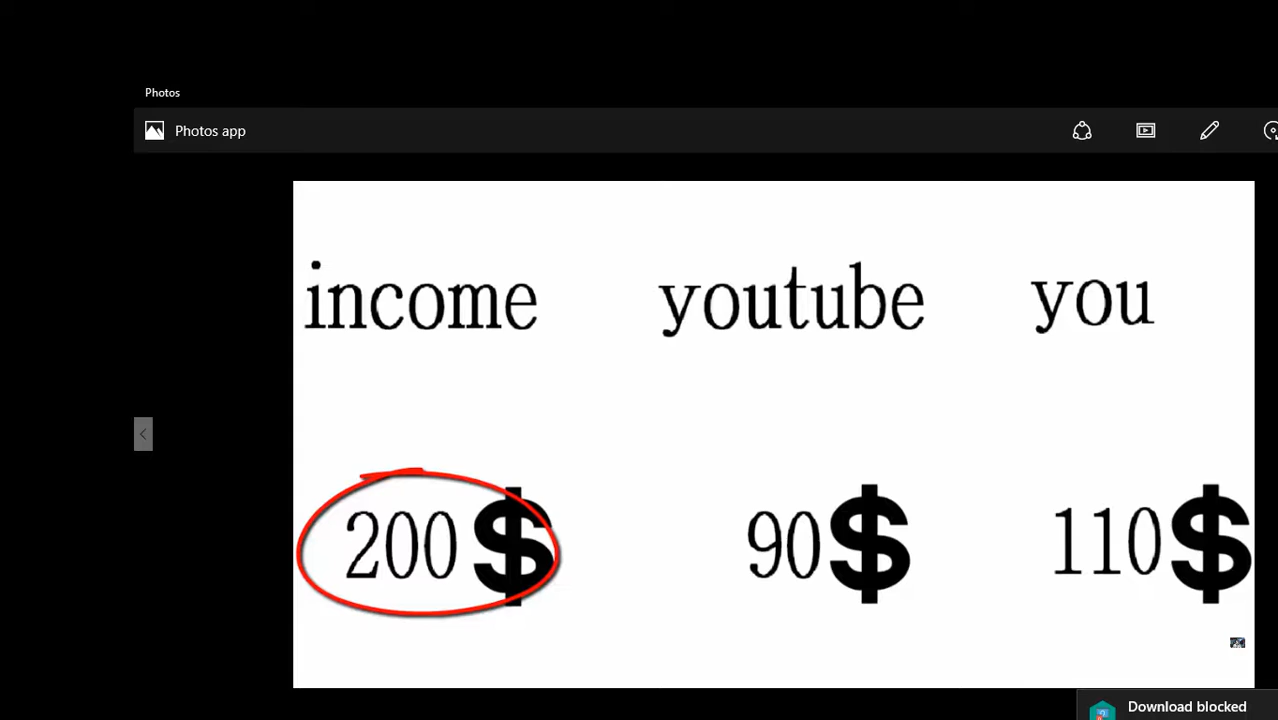 Photos
Photos app
income youtube you
200$ 90$ 110$
Download blocked